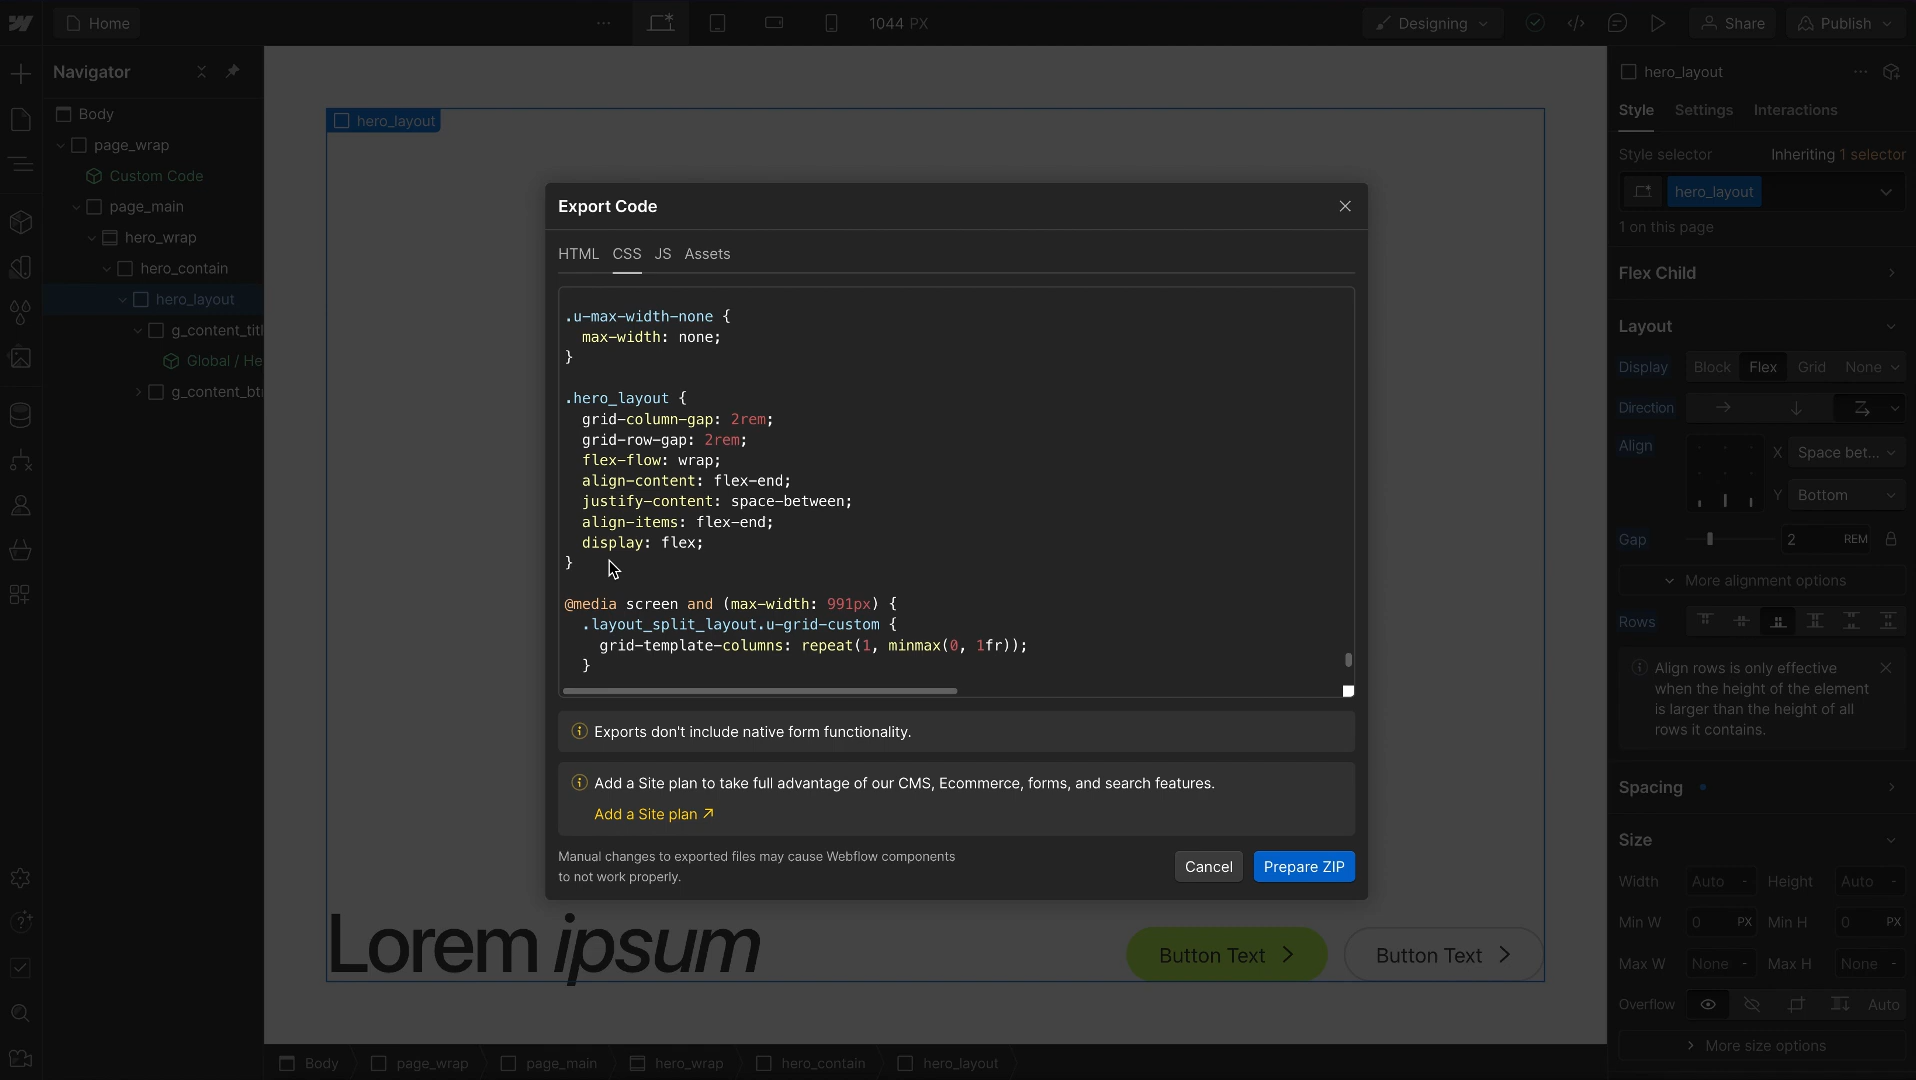 Home
1044 PX
Designing
Share
Publish
Navigator
Body
page_wrap
Custom Code
page_main
hero_wrap
hero_contain
hero_layout
g_content_titl
Global / He
g_content_bt
hero_layout
Export Code
HTML CSS JS Assets
.u-max-width-none {
max-width: none;
}
.hero_layout {
grid-column-gap: 2rem;
grid-row-gap: 2rem;
flex-flow: wrap;
align-content: flex-end;
justify-content: space-between;
align-items: flex-end;
display: flex;
}
@media screen and (max-width: 991px) {
.layout_split_layout.u-grid-custom {
grid-template-columns: repeat(1, minmax(0, 1fr));
}
Exports don't include native form functionality.
Add a Site plan to take full advantage of our CMS, Ecommerce, forms, and search features.
Add a Site plan ↗
Manual changes to exported files may cause Webflow components
to not work properly.
Cancel
Prepare ZIP
Lorem ipsum
Button Text
Button Text
Body
page_wrap
page_main
hero_wrap
hero_contain
hero_layout
hero_layout
Style Settings Interactions
Style selector Inheriting 1 selector
hero_layout
1 on this page
Flex Child
Layout
Display Block Flex Grid None
Direction
Align X Space bet...
Y Bottom
Gap 2 REM
More alignment options
Rows
Align rows is only effective
when the height of the element
is larger than the height of all
rows it contains.
Spacing
Size
Width Auto - Height Auto -
Min W 0 PX Min H 0 PX
Max W None - Max H None -
Overflow Auto
More size options